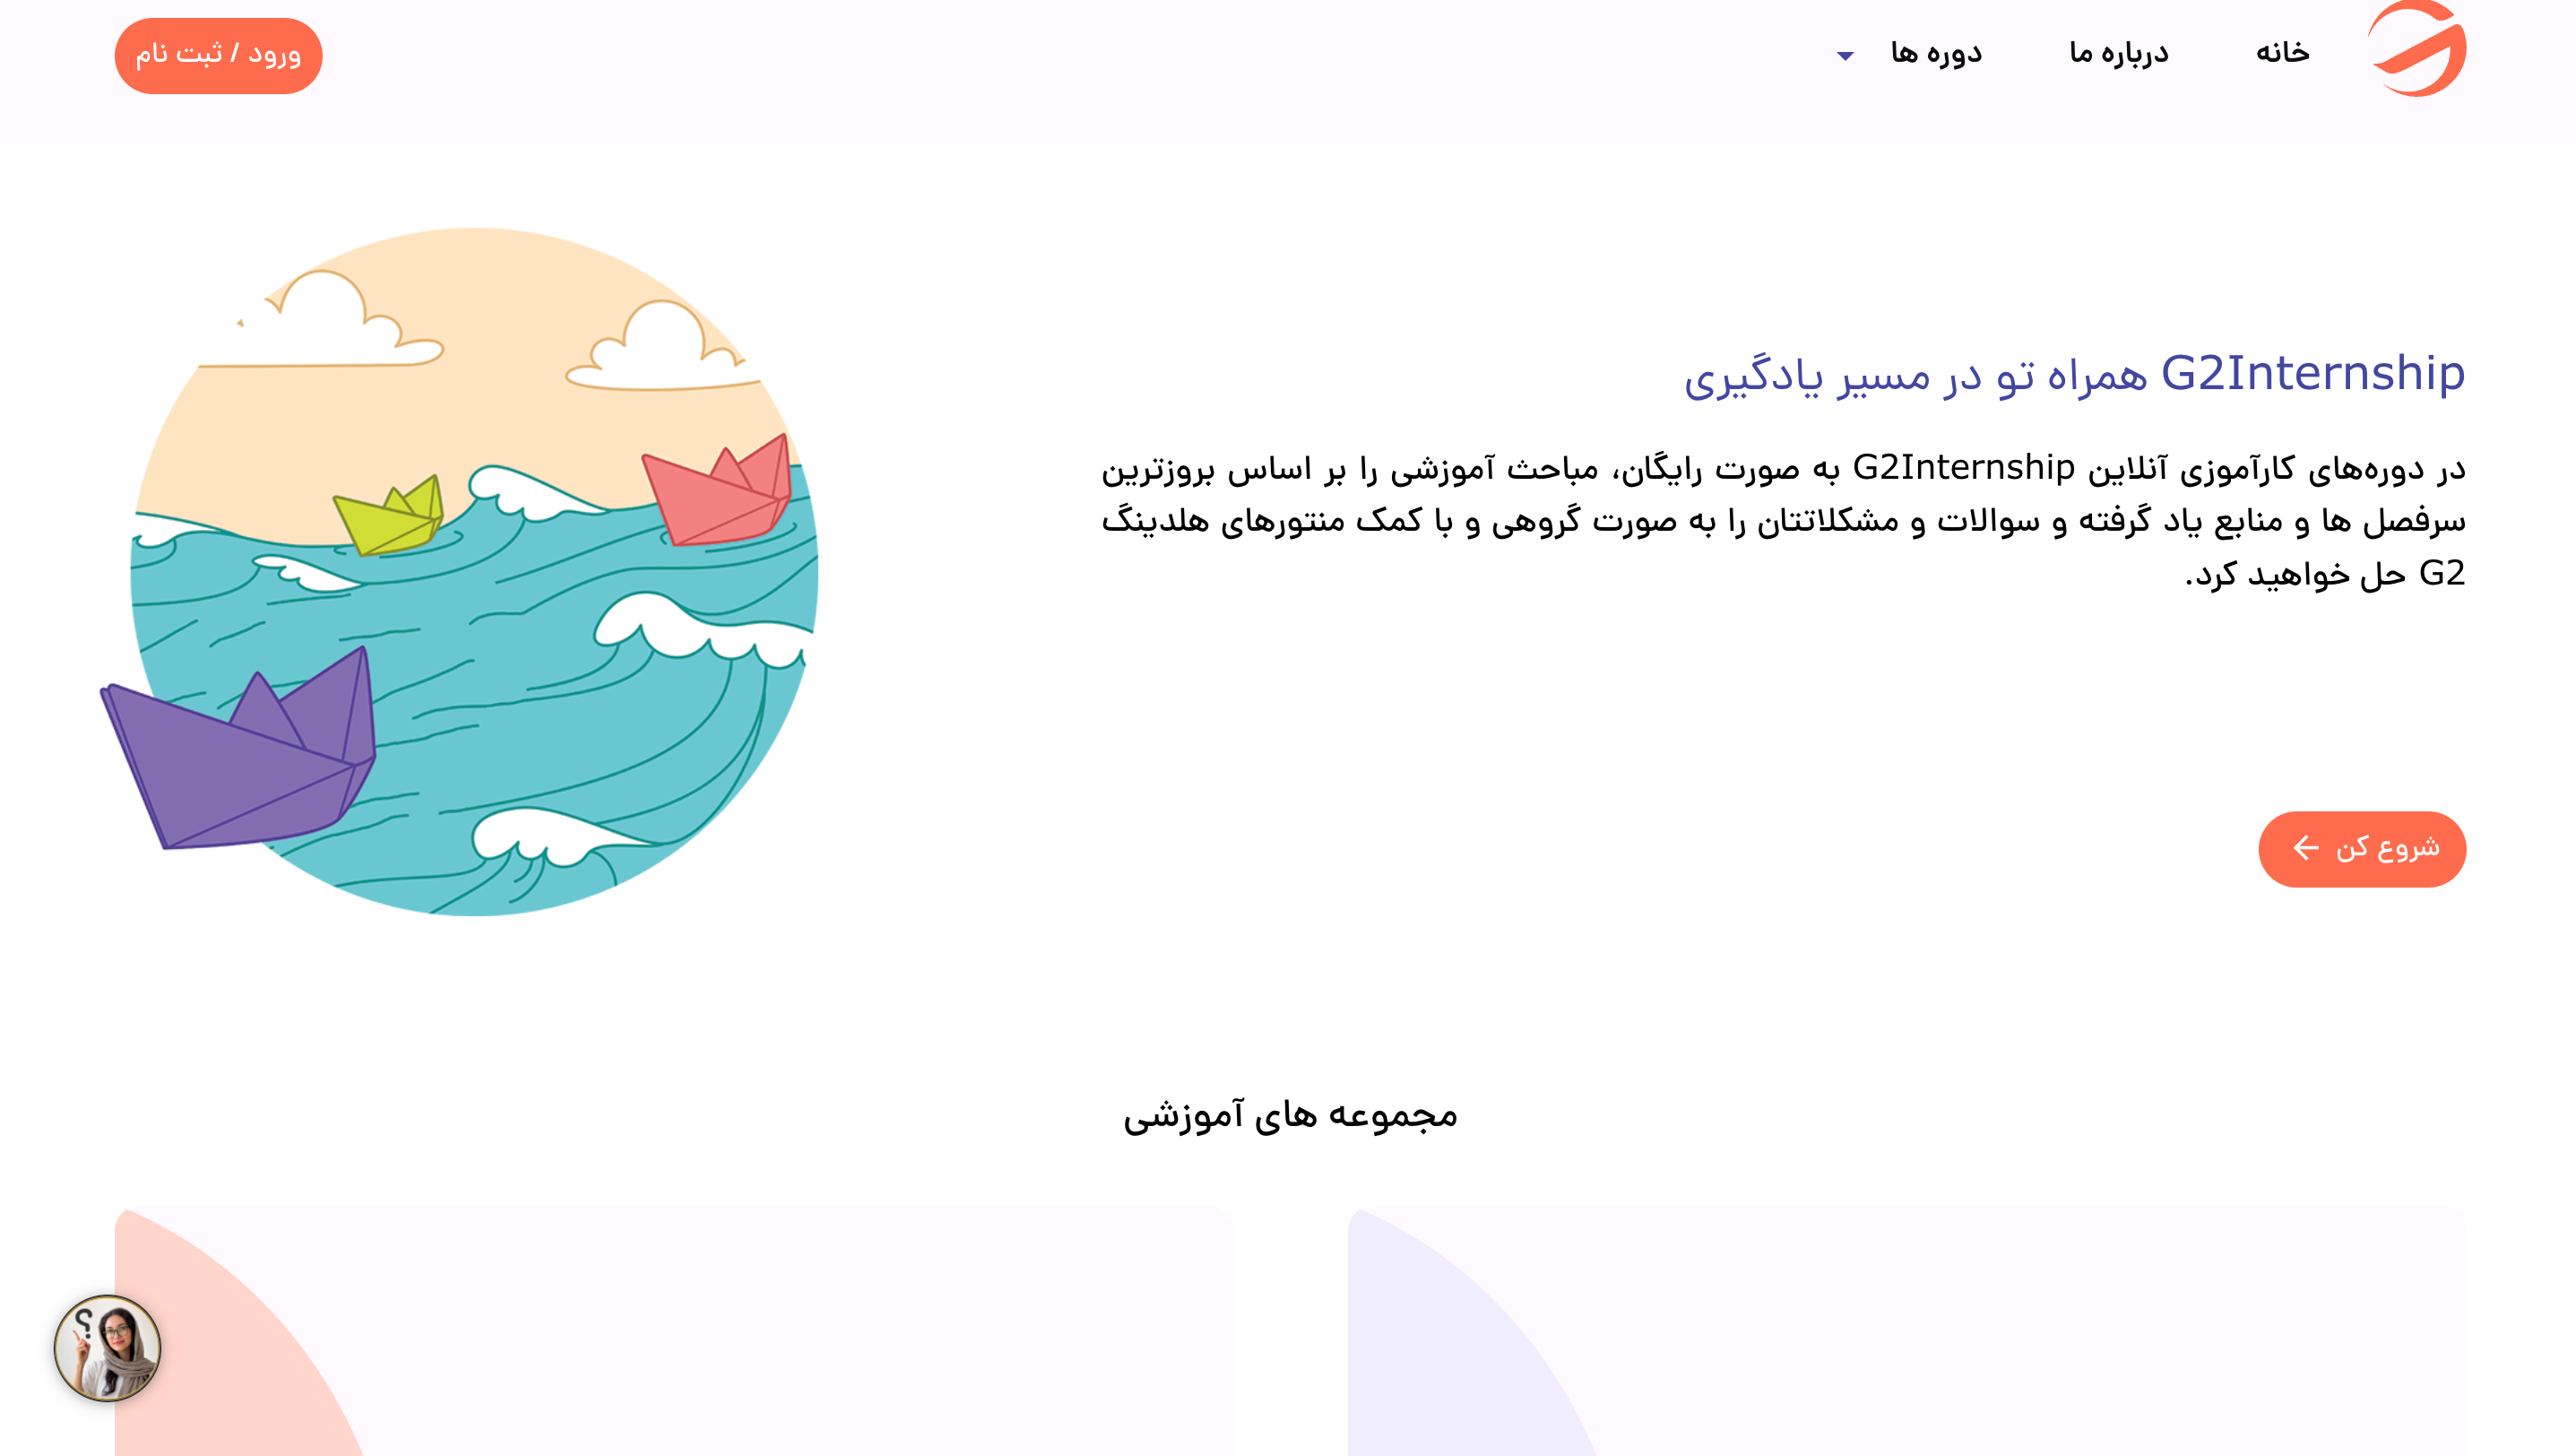 خانه
درباره ما
دوره ها
ورود / ثبت نام
G2Internship همراه تو در مسیر یادگیری
در دوره‌های کارآموزی آنلاین G2Internship به صورت رایگان، مباحث آموزشی را بر اساس بروزترین
سرفصل ها و منابع یاد گرفته و سوالات و مشکلاتتان را به صورت گروهی و با کمک منتورهای هلدینگ
G2 حل خواهید کرد.
شروع کن
مجموعه های آموزشی
؟